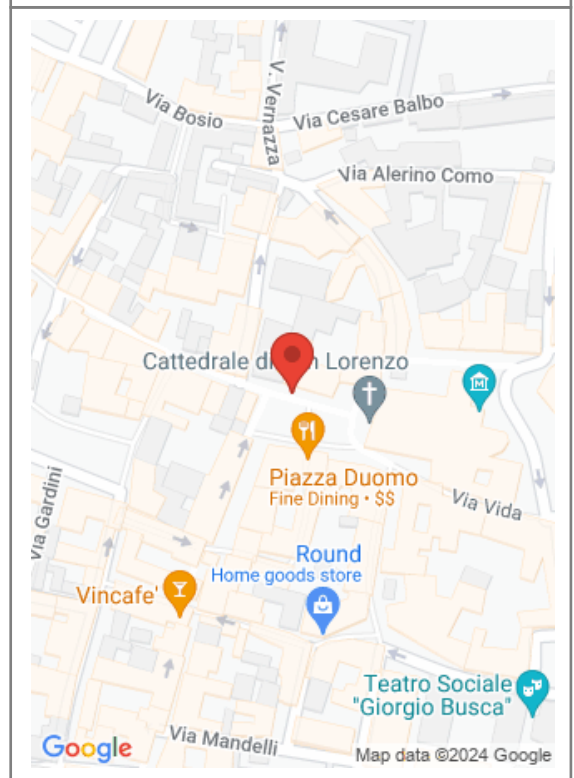 Via Bosio
V. Vernazza
Via Cesare Balbo
Via Alerino Como
Cattedrale di San Lorenzo
M
Piazza Duomo
Fine Dining • $$
Via Vida
Via Gardini
Round
Home goods store
Vincafe'
Teatro Sociale
"Giorgio Busca"
Via Mandelli
Google
Map data ©2024 Google